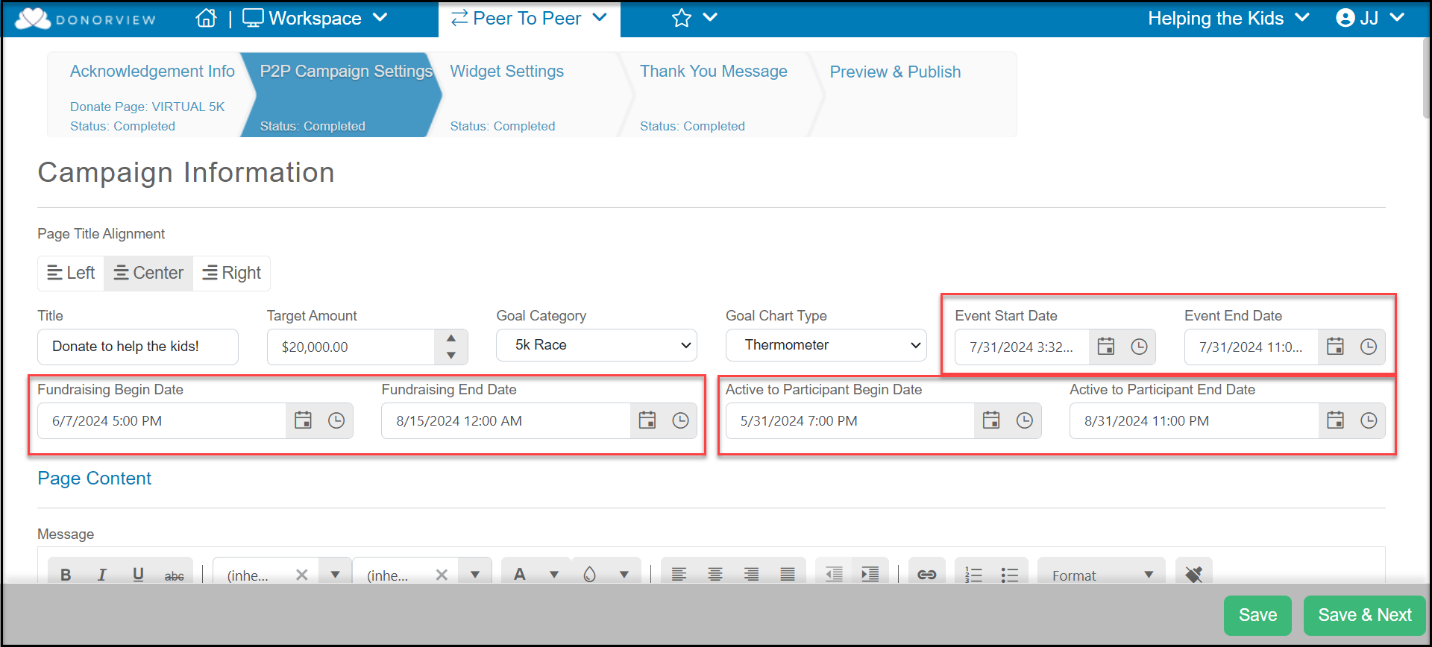 DONORVIEW | Workspace Peer To Peer Helping the Kids JJ
Acknowledgement Info P2P Campaign Settings Widget Settings Thank You Message Preview & Publish
Donate Page: VIRTUAL 5K
Status: Completed Status: Completed Status: Completed Status: Completed
Campaign Information
Page Title Alignment
Left Center Right
Title Target Amount Goal Category Goal Chart Type Event Start Date Event End Date
Donate to help the kids! $20,000.00 5k Race Thermometer 7/31/2024 3:32... 7/31/2024 11:0...
Fundraising Begin Date Fundraising End Date Active to Participant Begin Date Active to Participant End Date
6/7/2024 5:00 PM 8/15/2024 12:00 AM 5/31/2024 7:00 PM 8/31/2024 11:00 PM
Page Content
Message
B I U abc (inhe... (inhe... A Format
Save Save & Next